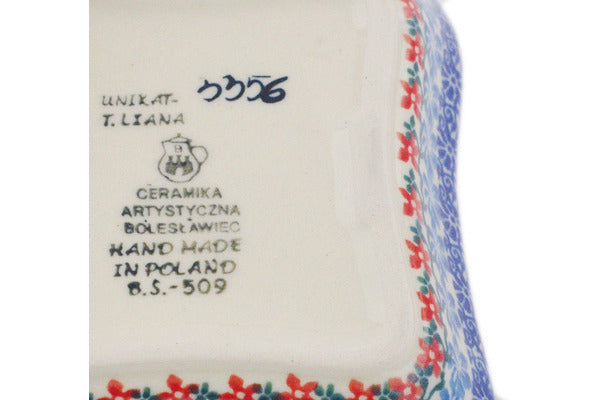 UNIKAT- 3356
T. LIANA
B
CERAMIKA
ARTYSTYCZNA
BOLESŁAWIEC
HAND MADE
IN POLAND
B.S.-509